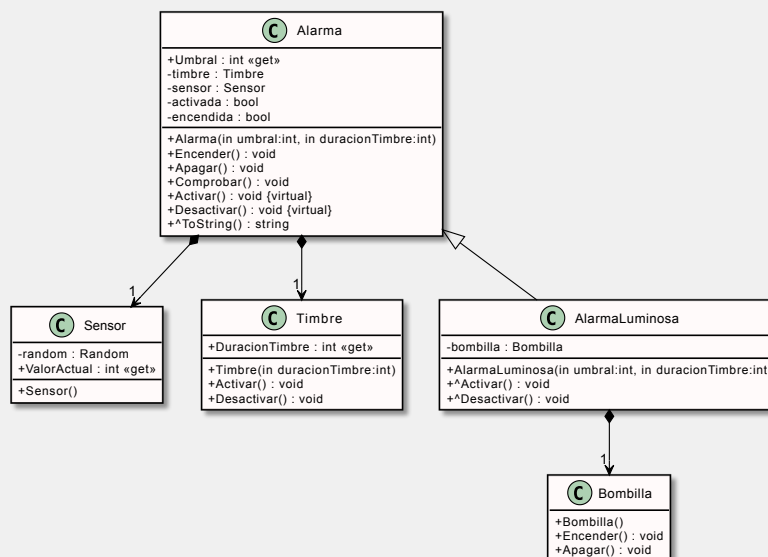 C Alarma
+Umbral : int «get»
-timbre : Timbre
-sensor : Sensor
-activada : bool
-encendida : bool
+Alarma(in umbral:int, in duracionTimbre:int)
+Encender() : void
+Apagar() : void
+Comprobar() : void
+Activar() : void {virtual}
+Desactivar() : void {virtual}
+^ToString() : string
1
1
C Sensor
-random : Random
+ValorActual : int «get»
+Sensor()
C Timbre
+DuracionTimbre : int «get»
+Timbre(in duracionTimbre:int)
+Activar() : void
+Desactivar() : void
C AlarmaLuminosa
-bombilla : Bombilla
+AlarmaLuminosa(in umbral:int, in duracionTimbre:int
+^Activar() : void
+^Desactivar() : void
1
C Bombilla
+Bombilla()
+Encender() : void
+Apagar() : void